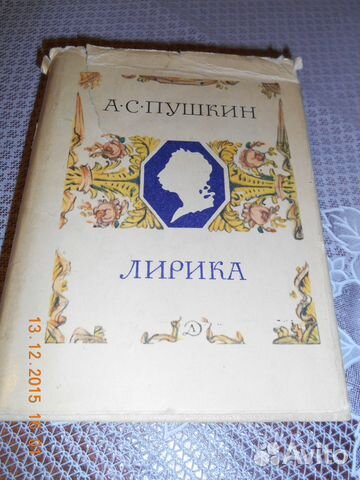 А·С·ПУШКИН
ЛИРИКА
Д
13.12.2015
Avito